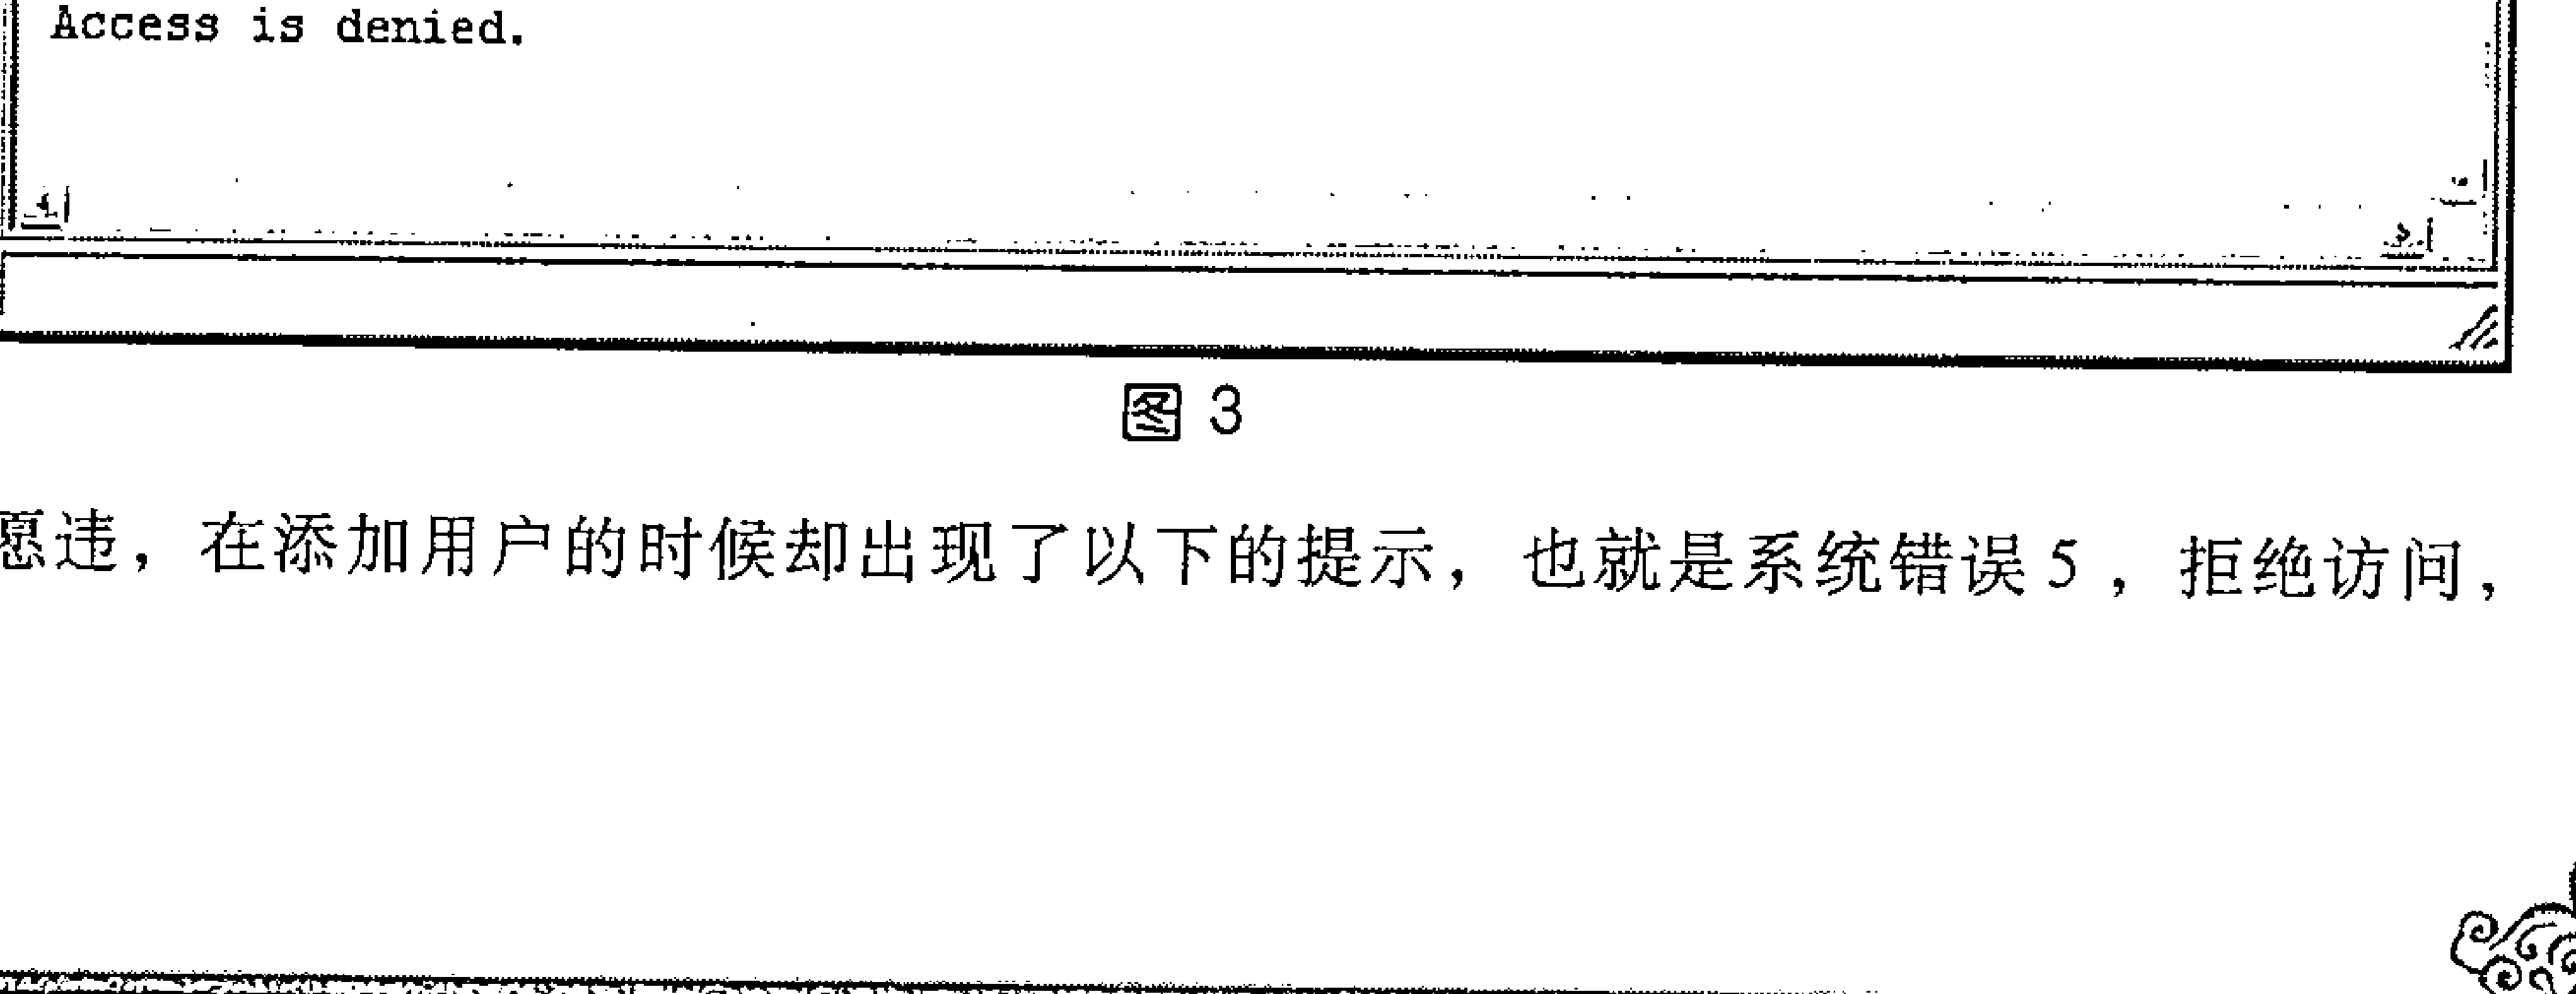 Access is denied.
图 3
愿违，在添加用户的时候却出现了以下的提示，也就是系统错误5，拒绝访问，